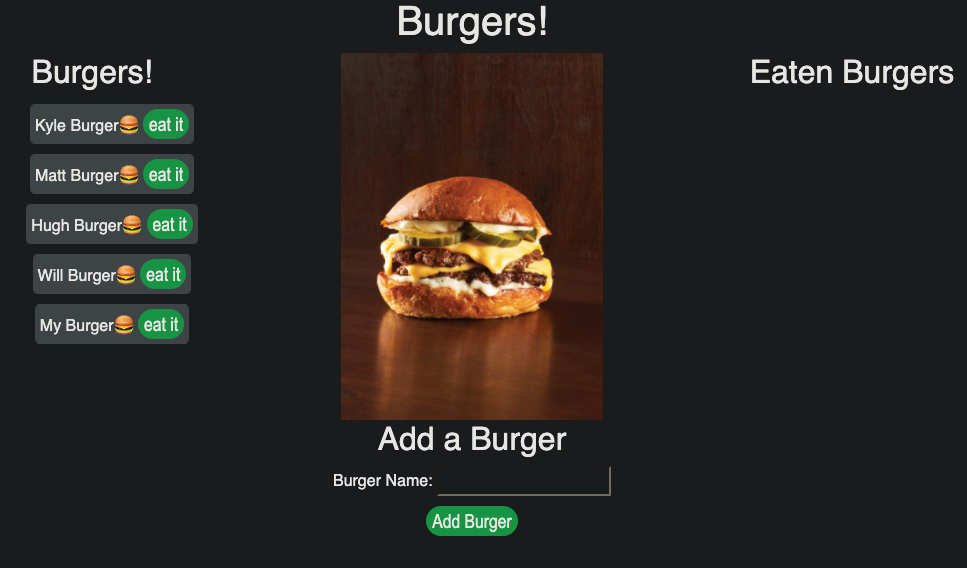 Burgers!
Burgers!
Kyle Burger🍔 eat it
Matt Burger🍔 eat it
Hugh Burger🍔 eat it
Will Burger🍔 eat it
My Burger🍔 eat it
Add a Burger
Burger Name:
Add Burger
Eaten Burgers